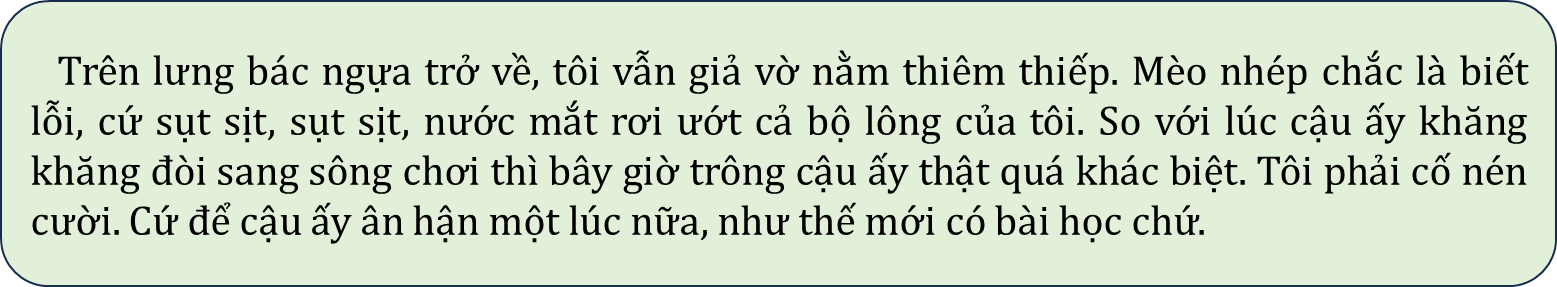 Trên lưng bác ngựa trở về, tôi vẫn giả vờ nằm thiêm thiếp. Mèo nhép chắc là biết
lỗi, cứ sụt sịt, sụt sịt, nước mắt rơi ướt cả bộ lông của tôi. So với lúc cậu ấy khăng
khăng đòi sang sông chơi thì bây giờ trông cậu ấy thật quá khác biệt. Tôi phải cố nén
cười. Cứ để cậu ấy ân hận một lúc nữa, như thế mới có bài học chứ.